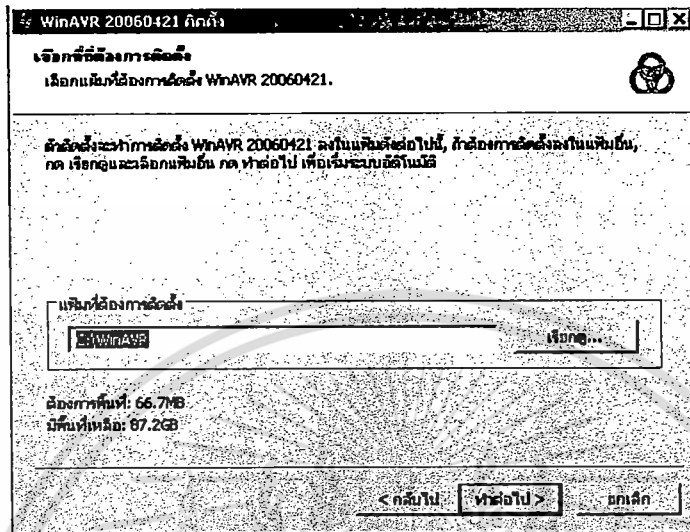 WinAVR 20060421 ติดตั้ง
เลือกที่ที่ต้องการติดตั้ง
เลือกแฟ้มที่ต้องการติดตั้ง WinAVR 20060421.
ตัวติดตั้งจะทำการติดตั้ง WinAVR 20060421 ลงในแฟ้มดังต่อไปนี้, ถ้าต้องการติดตั้งลงในแฟ้มอื่น,
กด เรียกดูและเลือกแฟ้มอื่น กด ทำต่อไป เพื่อเริ่มระบบอัติโนมัติ
แฟ้มที่ต้องการติดตั้ง
C:\WinAVR
เรียกดู...
ต้องการพื้นที่: 66.7MB
มีพื้นที่เหลือ: 87.2GB
< กลับไป
ทำต่อไป >
ยกเลิก